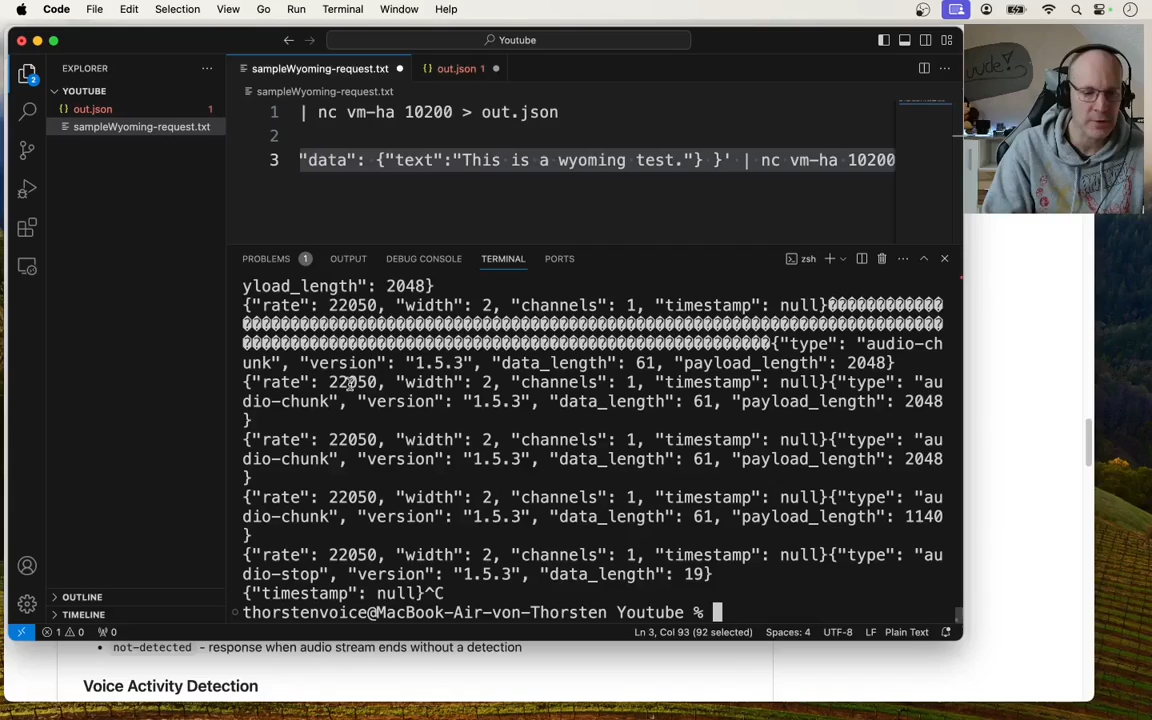 Code File Edit Selection View Go Run Terminal Window Help
Youtube
EXPLORER
sampleWyoming-request.txt
out.json 1
YOUTUBE
sampleWyoming-request.txt
out.json 1
sampleWyoming-request.txt
1 | nc vm-ha 10200 > out.json
2
3 "data": {"text":"This is a wyoming test."} }' | nc vm-ha 10200
PROBLEMS 1 OUTPUT DEBUG CONSOLE TERMINAL PORTS
zsh
yload_length": 2048}
{"rate": 22050, "width": 2, "channels": 1, "timestamp": null}��������������
�����������������������������������������������������������������������������
����������������������������������������������������������{"type": "audio-ch
unk", "version": "1.5.3", "data_length": 61, "payload_length": 2048}
{"rate": 22050, "width": 2, "channels": 1, "timestamp": null}{"type": "au
dio-chunk", "version": "1.5.3", "data_length": 61, "payload_length": 2048
}
{"rate": 22050, "width": 2, "channels": 1, "timestamp": null}{"type": "au
dio-chunk", "version": "1.5.3", "data_length": 61, "payload_length": 2048
}
{"rate": 22050, "width": 2, "channels": 1, "timestamp": null}{"type": "au
dio-chunk", "version": "1.5.3", "data_length": 61, "payload_length": 1140
}
{"rate": 22050, "width": 2, "channels": 1, "timestamp": null}{"type": "au
dio-stop", "version": "1.5.3", "data_length": 19}
{"timestamp": null}^C
thorstenvoice@MacBook-Air-von-Thorsten Youtube %
OUTLINE
TIMELINE
1 0 0
Ln 3, Col 93 (92 selected) Spaces: 4 UTF-8 LF Plain Text
not-detected - response when audio stream ends without a detection
Voice Activity Detection